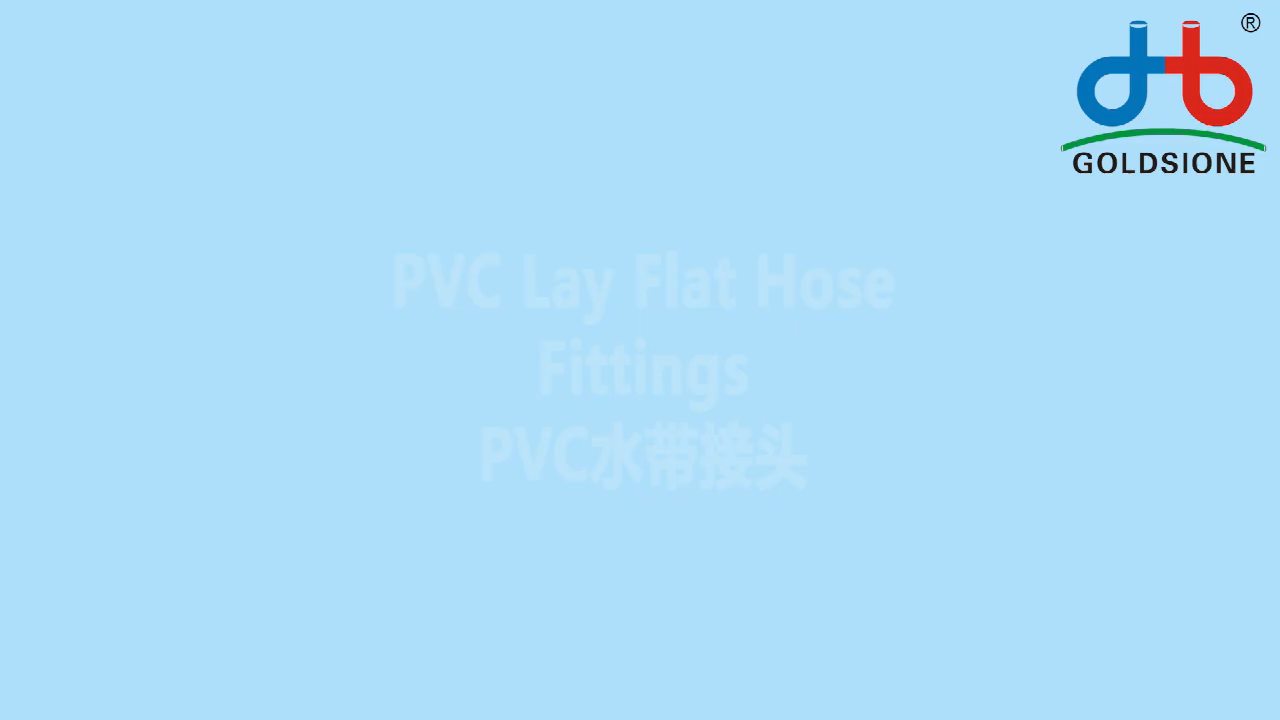 ®
GOLDSIONE
PVC Lay Flat Hose
Fittings
PVC水带接头